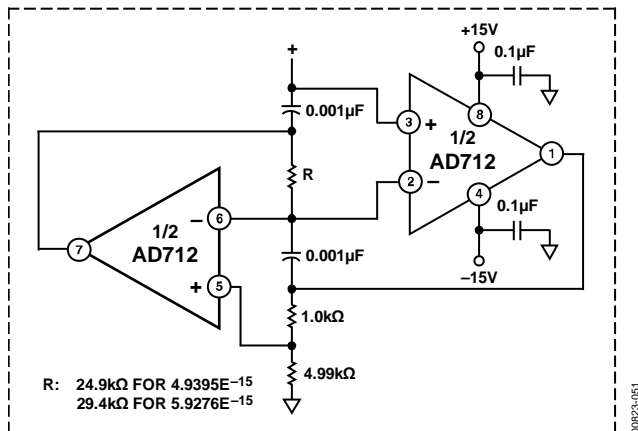 +15V
0.1µF
+
0.001µF
3
+
8
1/2
AD712
1
R
2
–
4
0.1µF
1/2
AD712
–
6
7
0.001µF
+
5
–15V
1.0kΩ
4.99kΩ
R: 24.9kΩ FOR 4.9395E–15
29.4kΩ FOR 5.9276E–15
00823-051